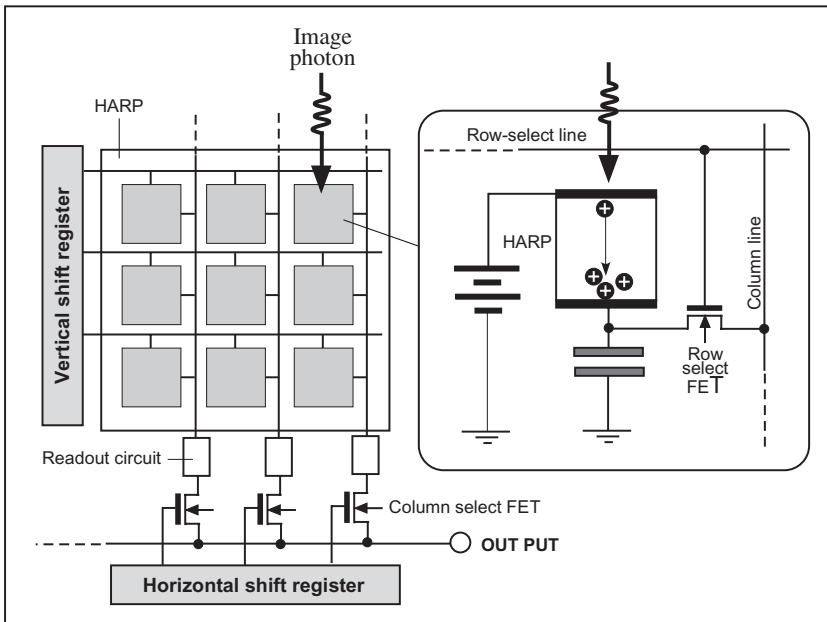 Image
photon
HARP
Vertical shift register
Row-select line
HARP
Column line
Row
select
FET
Readout circuit
Column select FET
OUT PUT
Horizontal shift register